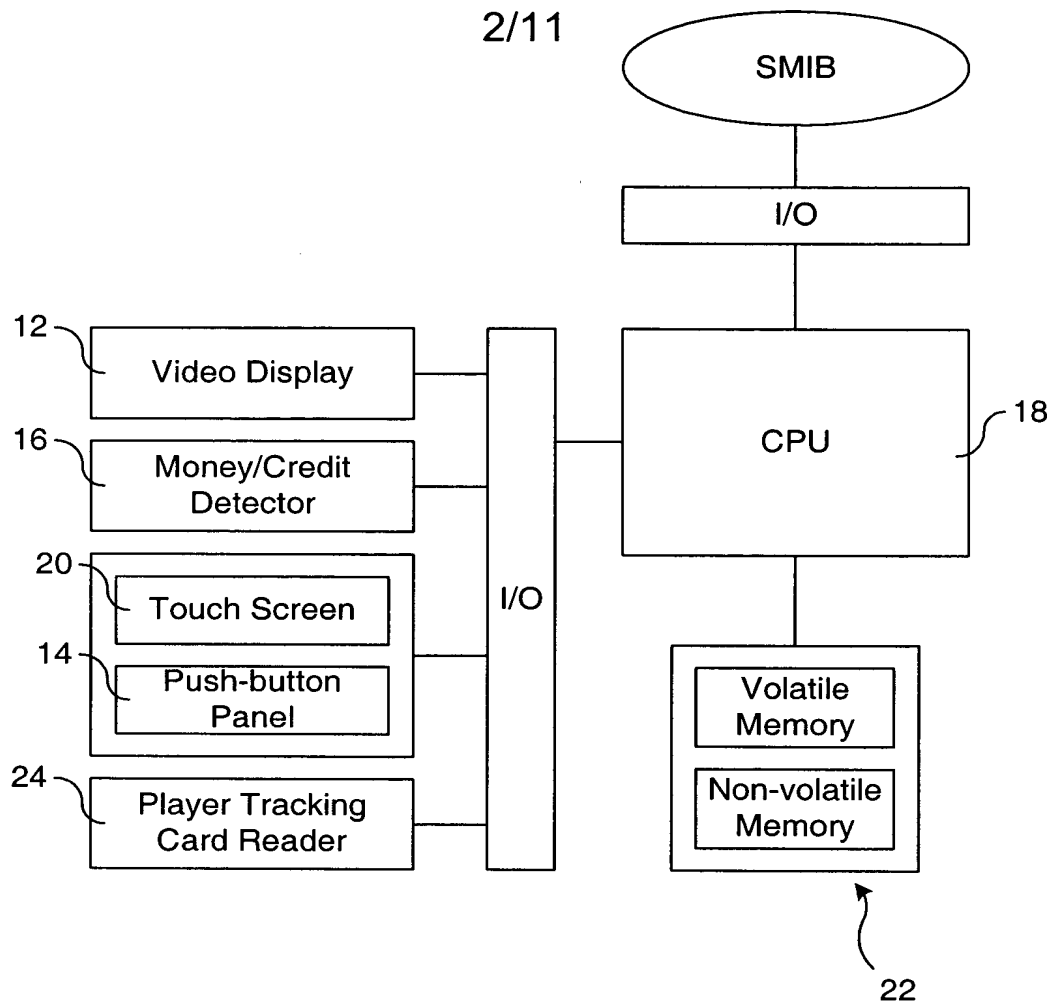 2/11
SMIB
I/O
12
Video Display
16
Money/Credit
Detector
20
Touch Screen
14
Push-button
Panel
24
Player Tracking
Card Reader
I/O
CPU
18
Volatile
Memory
Non-volatile
Memory
22